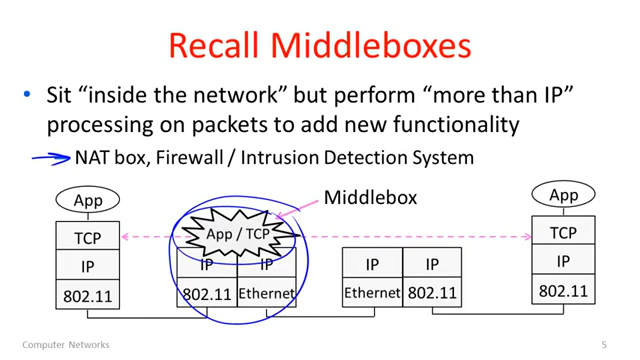 Recall Middleboxes
• Sit “inside the network” but perform “more than IP”
processing on packets to add new functionality
NAT box, Firewall / Intrusion Detection System
App
Middlebox
App
TCP
App / TCP
TCP
IP
IP
IP
IP
IP
IP
802.11
802.11
Ethernet
Ethernet
802.11
802.11
Computer Networks
5